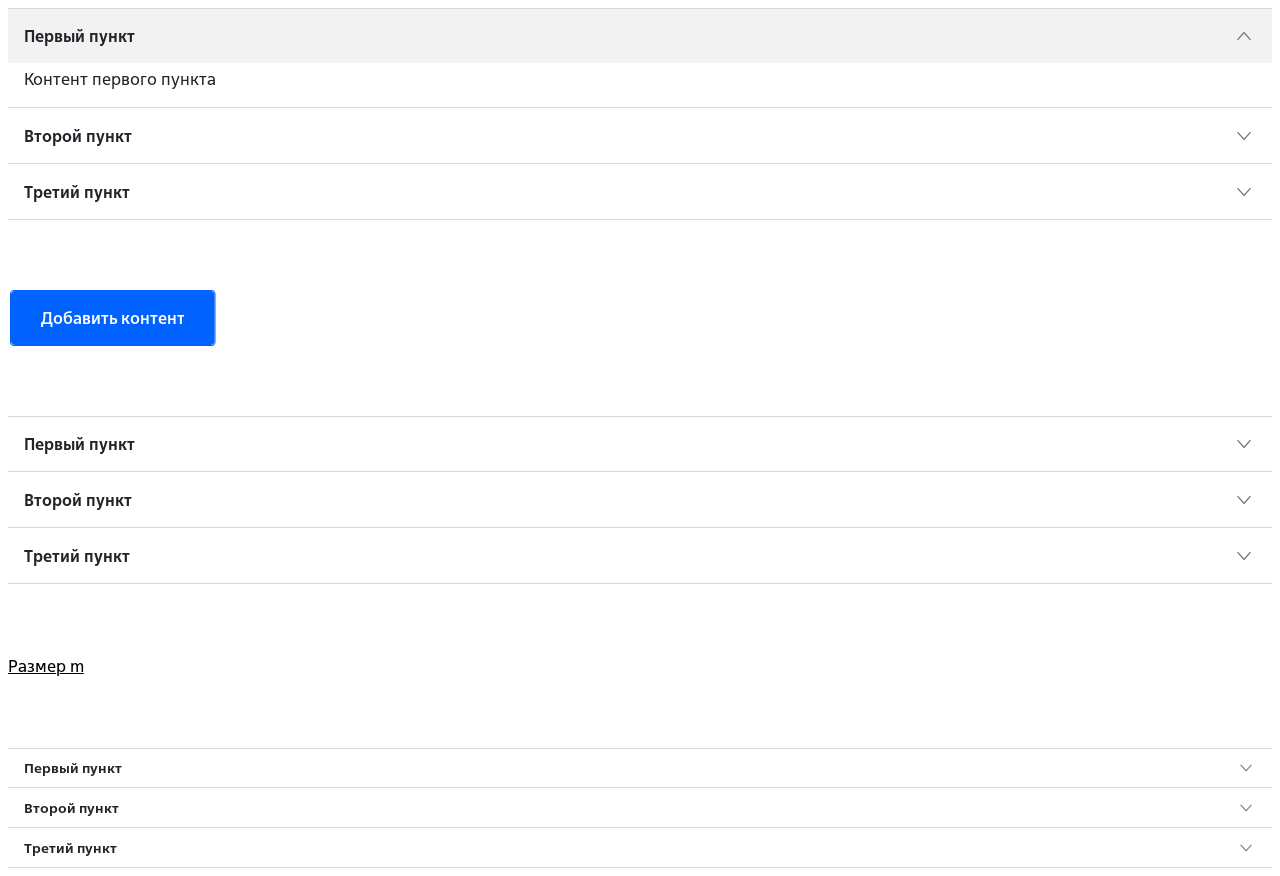 Первый пункт
Контент первого пункта
Второй пункт
Третий пункт
Добавить контент
Первый пункт
Второй пункт
Третий пункт
Размер m
Первый пункт
Второй пункт
Третий пункт